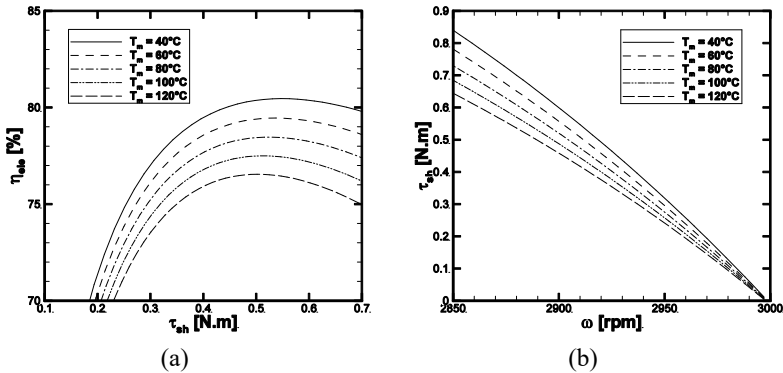 85
80
75
70
η_ele [%]
T_m = 40°C
T_m = 60°C
T_m = 80°C
T_m = 100°C
T_m = 120°C
0.1 0.2 0.3 0.4 0.5 0.6 0.7
τ_sh [N.m]
(a)
0.9
0.8
0.7
0.6
0.5
0.4
0.3
0.2
0.1
0
τ_sh [N.m]
T_m = 40°C
T_m = 60°C
T_m = 80°C
T_m = 100°C
T_m = 120°C
2850 2900 2950 3000
ω [rpm]
(b)